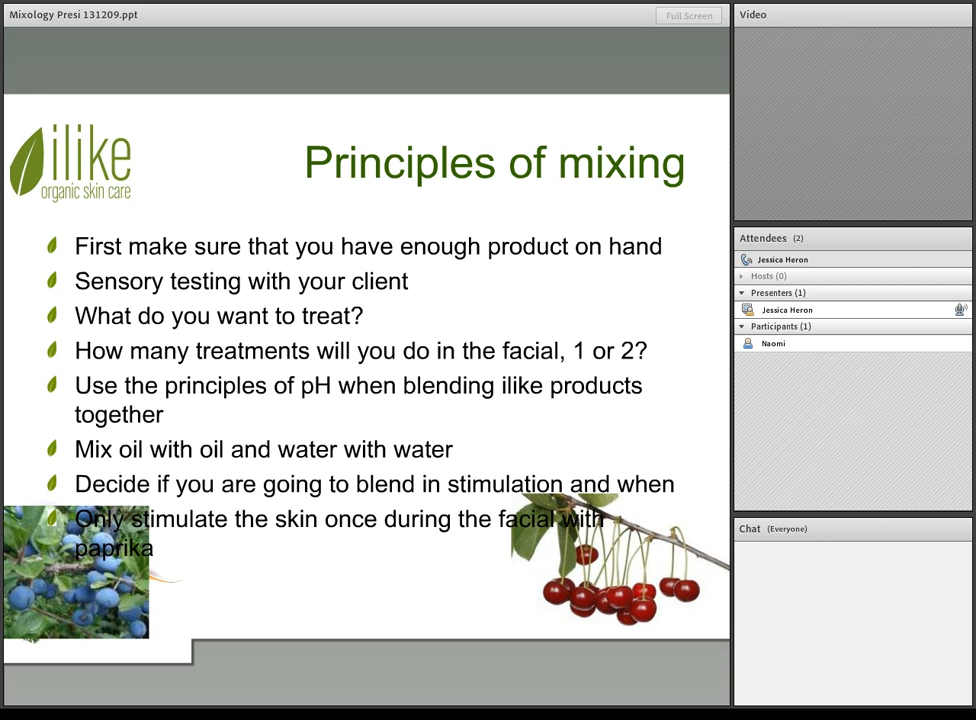 Mixology Presi 131209.ppt
Full Screen
ilike
organic skin care
Principles of mixing
First make sure that you have enough product on hand
Sensory testing with your client
What do you want to treat?
How many treatments will you do in the facial, 1 or 2?
Use the principles of pH when blending ilike products
together
Mix oil with oil and water with water
Decide if you are going to blend in stimulation and when
Only stimulate the skin once during the facial with
paprika
Video
Attendees (2)
Jessica Heron
Hosts (0)
Presenters (1)
Jessica Heron
Participants (1)
Naomi
Chat (Everyone)